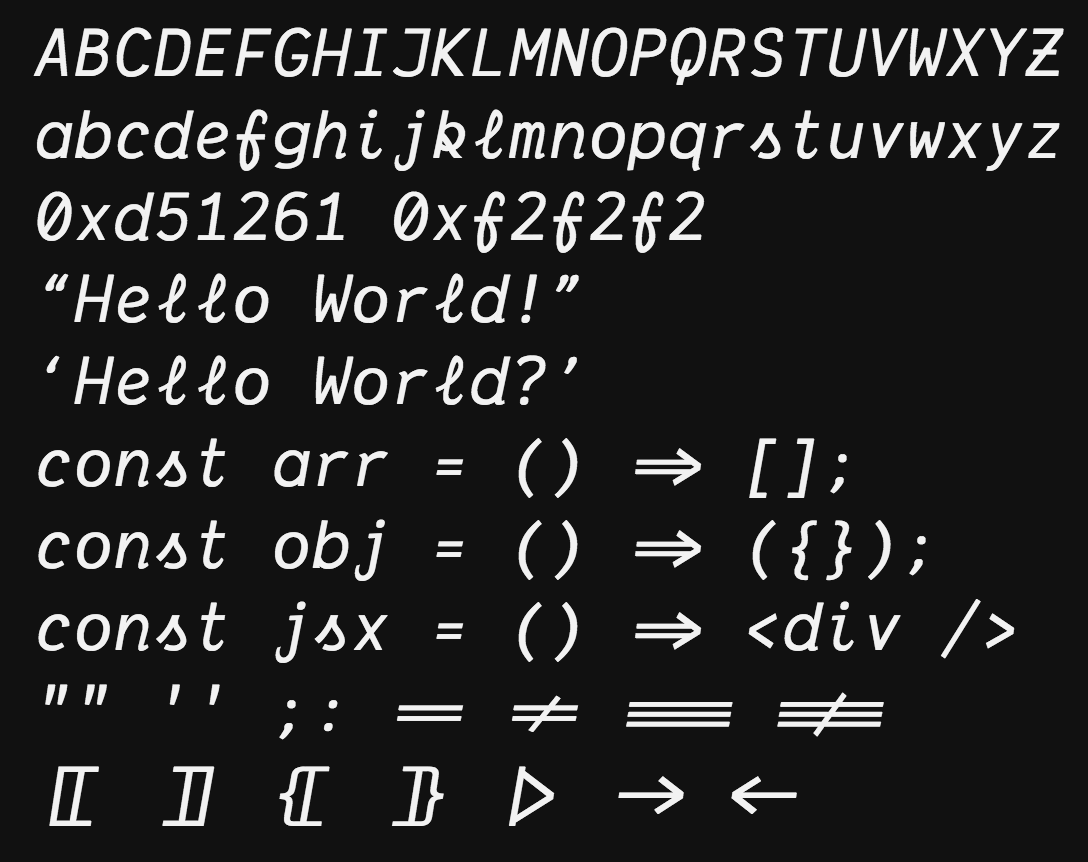 ABCDEFGHIJKLMNOPQRSTUVWXYZ
abcdefghijklmnopqrstuvwxyz
0xd51261 0xf2f2f2
“Hello World!”
‘Hello World?’
const arr = () => [];
const obj = () => ({});
const jsx = () => <div />
"" '' ;: == != === !==
[| |] {| |} |> -> <-